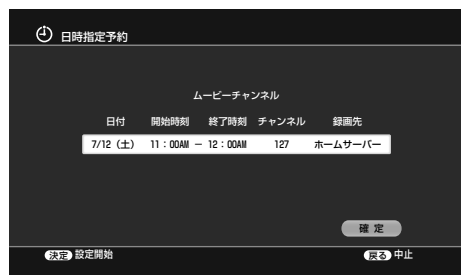 日時指定予約
ムービーチャンネル
日付 開始時刻 終了時刻 チャンネル 録画先
7/12（土） 11：00AM － 12：00AM 127 ホームサーバー
確 定
決定 設定開始 戻る 中止